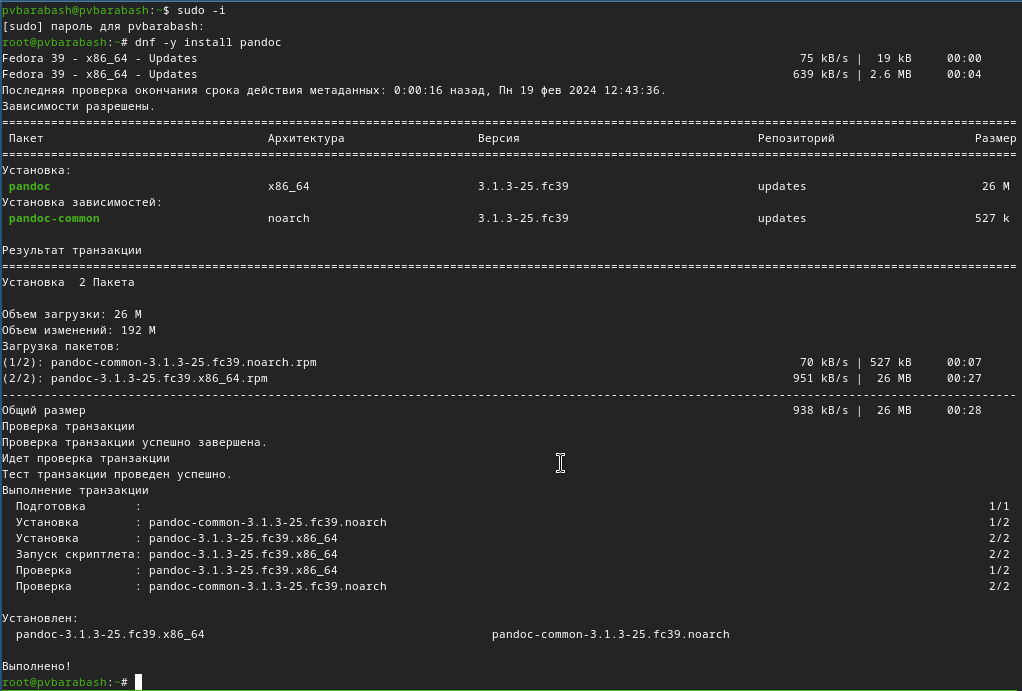 pvbarabash@pvbarabash:~$ sudo -i
[sudo] пароль для pvbarabash:
root@pvbarabash:~# dnf -y install pandoc
Fedora 39 - x86_64 - Updates 75 kB/s | 19 kB 00:00
Fedora 39 - x86_64 - Updates 639 kB/s | 2.6 MB 00:04
Последняя проверка окончания срока действия метаданных: 0:00:16 назад, Пн 19 фев 2024 12:43:36.
Зависимости разрешены.
================================================================================
Пакет Архитектура Версия Репозиторий Размер
================================================================================
Установка:
pandoc x86_64 3.1.3-25.fc39 updates 26 M
Установка зависимостей:
pandoc-common noarch 3.1.3-25.fc39 updates 527 k
Результат транзакции
================================================================================
Установка 2 Пакета
Объем загрузки: 26 M
Объем изменений: 192 M
Загрузка пакетов:
(1/2): pandoc-common-3.1.3-25.fc39.noarch.rpm 70 kB/s | 527 kB 00:07
(2/2): pandoc-3.1.3-25.fc39.x86_64.rpm 951 kB/s | 26 MB 00:27
--------------------------------------------------------------------------------
Общий размер 938 kB/s | 26 MB 00:28
Проверка транзакции
Проверка транзакции успешно завершена.
Идет проверка транзакции
Тест транзакции проведен успешно.
Выполнение транзакции
Подготовка : 1/1
Установка : pandoc-common-3.1.3-25.fc39.noarch 1/2
Установка : pandoc-3.1.3-25.fc39.x86_64 2/2
Запуск скриптлета: pandoc-3.1.3-25.fc39.x86_64 2/2
Проверка : pandoc-3.1.3-25.fc39.x86_64 1/2
Проверка : pandoc-common-3.1.3-25.fc39.noarch 2/2
Установлен:
pandoc-3.1.3-25.fc39.x86_64 pandoc-common-3.1.3-25.fc39.noarch
Выполнено!
root@pvbarabash:~#